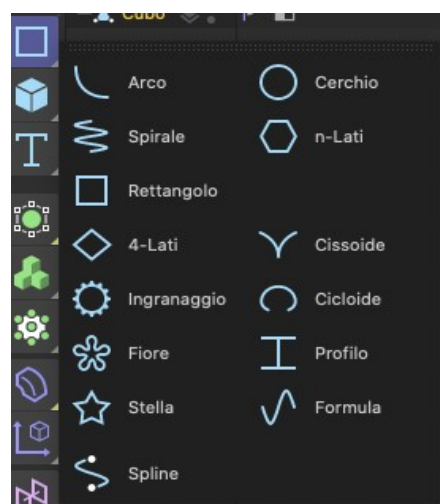 Cubo
Arco Cerchio
Spirale n-Lati
Rettangolo
4-Lati Cissoide
Ingranaggio Cicloide
Fiore Profilo
Stella Formula
Spline